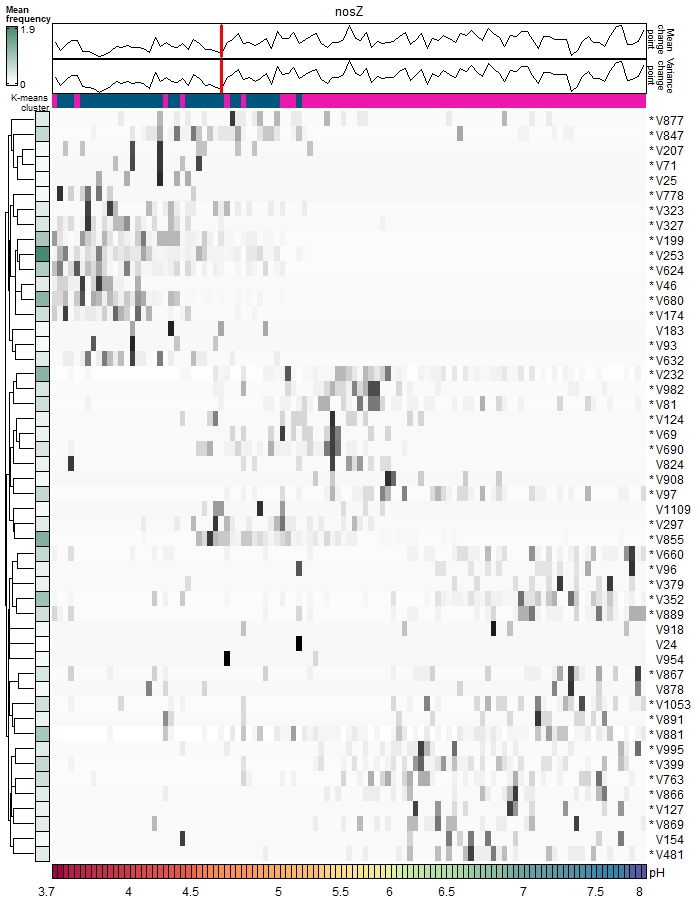 nosZ
Mean
frequency
1.9
0
Mean
change
point
Variance
change
point
K-means
cluster
* V877
* V847
* V207
* V71
* V25
V778
* V323
* V327
* V199
* V253
* V624
* V46
* V680
* V174
V183
* V93
* V632
* V232
* V982
* V81
* V124
* V69
* V690
V824
* V908
* V97
V1109
* V297
* V855
* V660
* V96
* V379
* V352
* V889
* V918
V24
V954
* V867
V878
* V1053
* V891
* V881
* V995
* V399
* V763
* V866
* V127
* V869
V154
* V481
pH
3.7 4 4.5 5 5.5 6 6.5 7 7.5 8